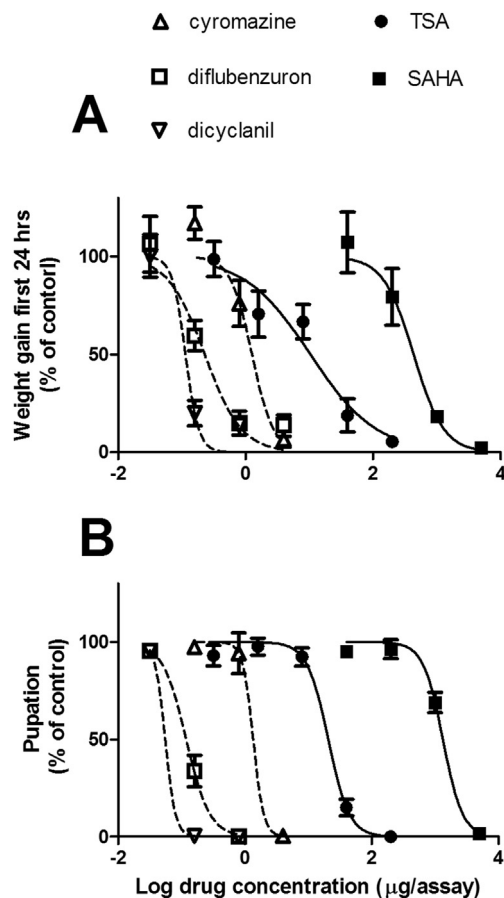 cyromazine
TSA
diflubenzuron
SAHA
dicyclanil
A
Weight gain first 24 hrs
(% of contorl)
100
50
0
-2
0
2
4
B
Pupation
(% of control)
100
50
0
-2
0
2
4
Log drug concentration (µg/assay)